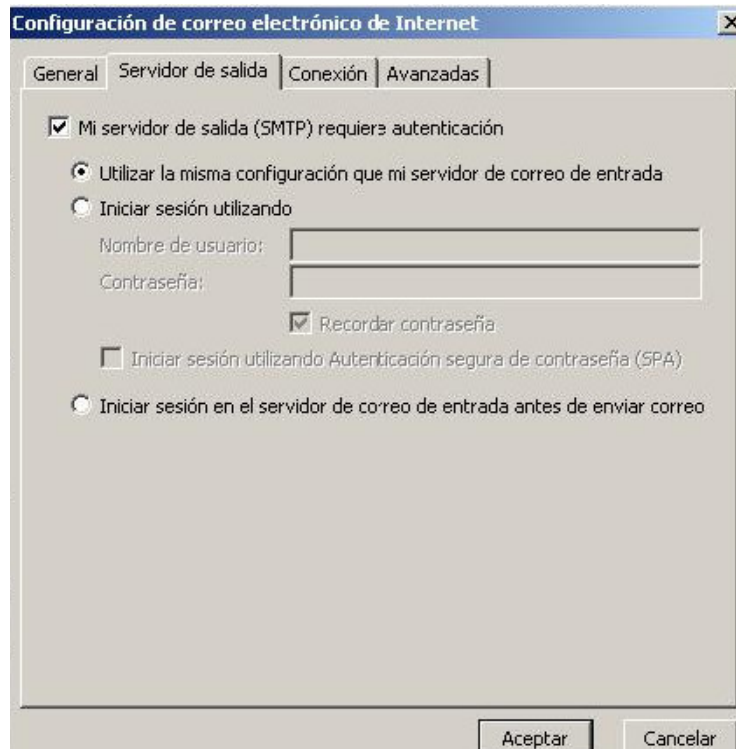 Configuración de correo electrónico de Internet
General Servidor de salida Conexión Avanzadas
Mi servidor de salida (SMTP) requiere autenticación
Utilizar la misma configuración que mi servidor de correo de entrada
Iniciar sesión utilizando
Nombre de usuario:
Contraseña:
Recordar contraseña
Iniciar sesión utilizando Autenticación segura de contraseña (SPA)
Iniciar sesión en el servidor de correo de entrada antes de enviar correo
Aceptar Cancelar